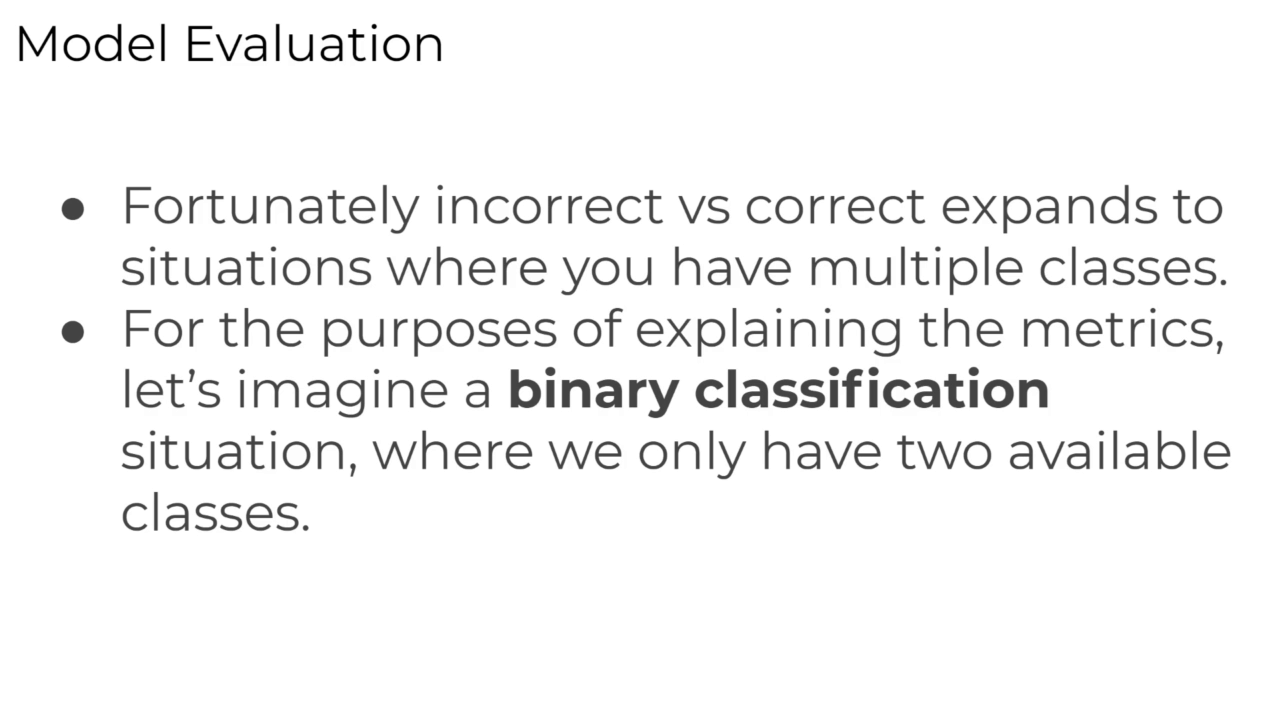 Model Evaluation
● Fortunately incorrect vs correct expands to
situations where you have multiple classes.
● For the purposes of explaining the metrics,
let’s imagine a binary classification
situation, where we only have two available
classes.